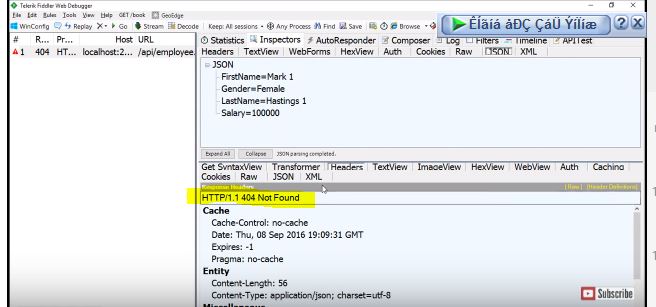 Telerik Fiddler Web Debugger
File Edit Rules Tools View Help GET /book GeoEdge
WinConfig Replay X Go Stream Decode Keep: All sessions Any Process Find Save Browse
# R... Pr... Host URL
1 404 HT... localhost:2... /api/employee.
Statistics Inspectors AutoResponder Composer Log Filters Timeline APITest
Headers TextView WebForms HexView Auth Cookies Raw JSON XML
JSON
FirstName=Mark 1
Gender=Female
LastName=Hastings 1
Salary=100000
Expand All Collapse JSON parsing completed.
Get SyntaxView Transformer Headers TextView ImageView HexView WebView Auth Caching
Cookies Raw JSON XML
Response Headers [Raw] [Header Definitions]
HTTP/1.1 404 Not Found
Cache
Cache-Control: no-cache
Date: Thu, 08 Sep 2016 19:09:31 GMT
Expires: -1
Pragma: no-cache
Entity
Content-Length: 56
Content-Type: application/json; charset=utf-8
Miscellaneous
Subscribe